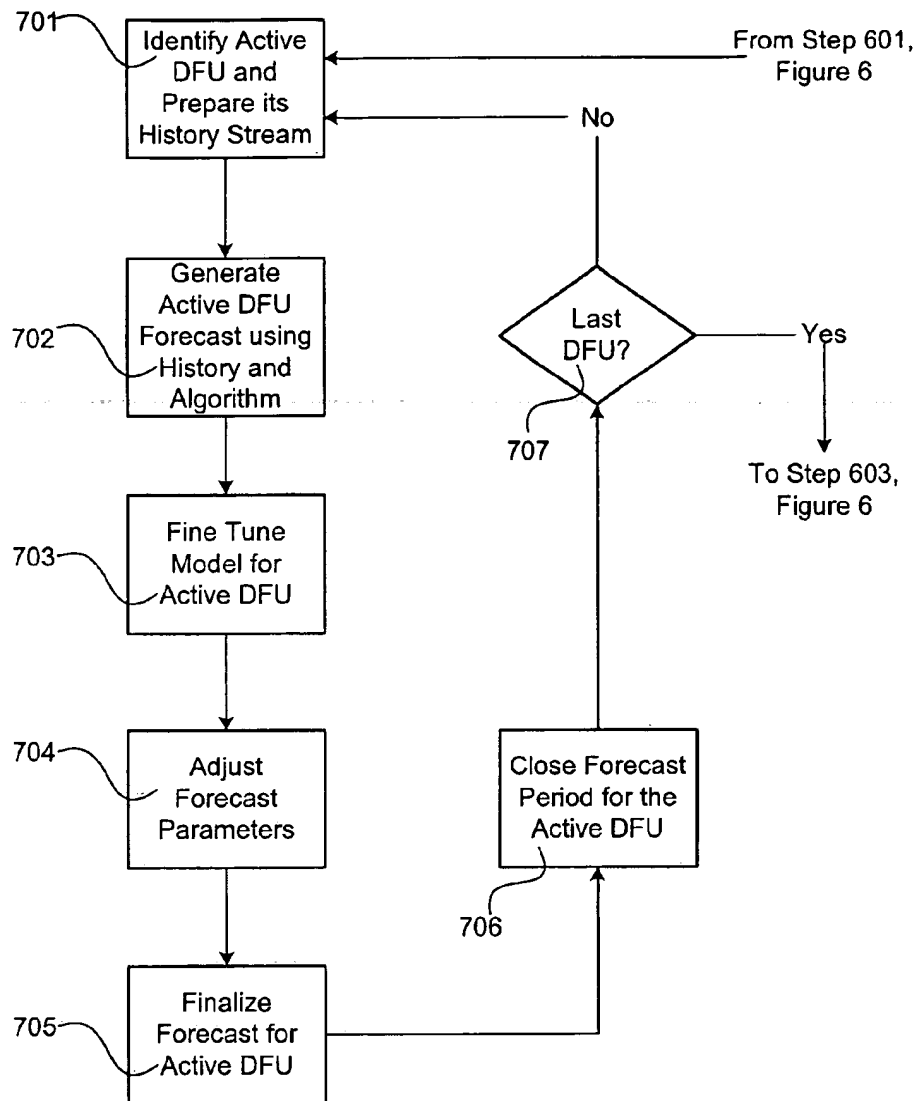 701
Identify Active
DFU and
Prepare its
History Stream
From Step 601,
Figure 6
No
702
Generate
Active DFU
Forecast using
History and
Algorithm
Last
DFU?
707
Yes
To Step 603,
Figure 6
703
Fine Tune
Model for
Active DFU
704
Adjust
Forecast
Parameters
Close Forecast
Period for the
Active DFU
706
705
Finalize
Forecast for
Active DFU